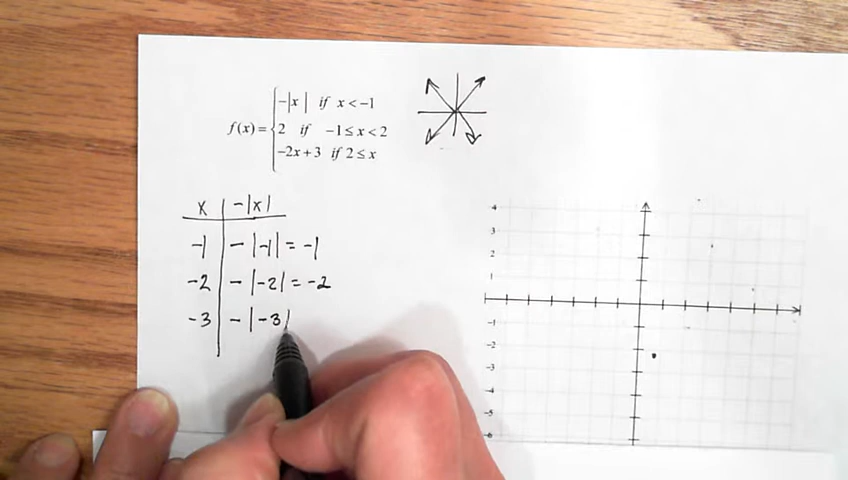 -|x| if x < -1
f(x) = { 2 if -1 ≤ x < 2
-2x + 3 if 2 ≤ x
x -|x|
-1 -|-1| = -1
-2 -|-2| = -2
-3 -|-3|
4
3
2
1
-1
-2
-3
-4
-5
-6